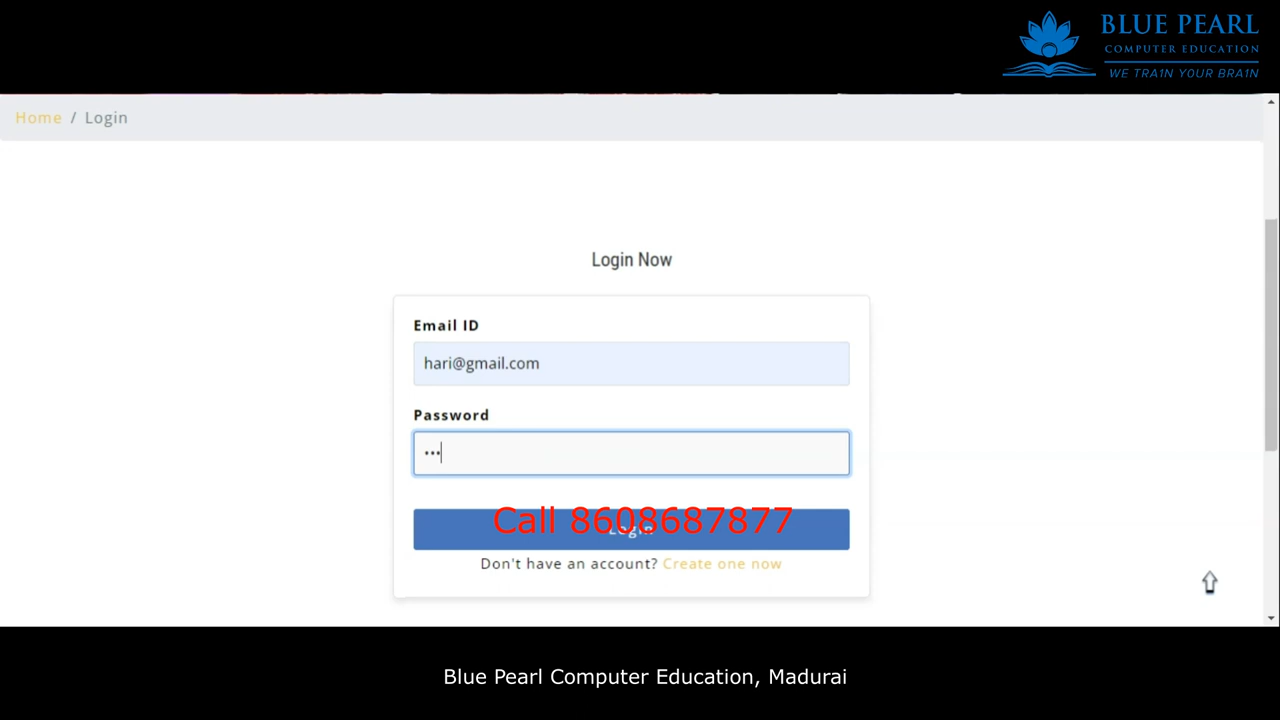 BLUE PEARL
COMPUTER EDUCATION
WE TRAIN YOUR BRAIN
Home / Login
Login Now
Email ID
hari@gmail.com
Password
•••
Login
Call 8608687877
Don't have an account? Create one now
Blue Pearl Computer Education, Madurai